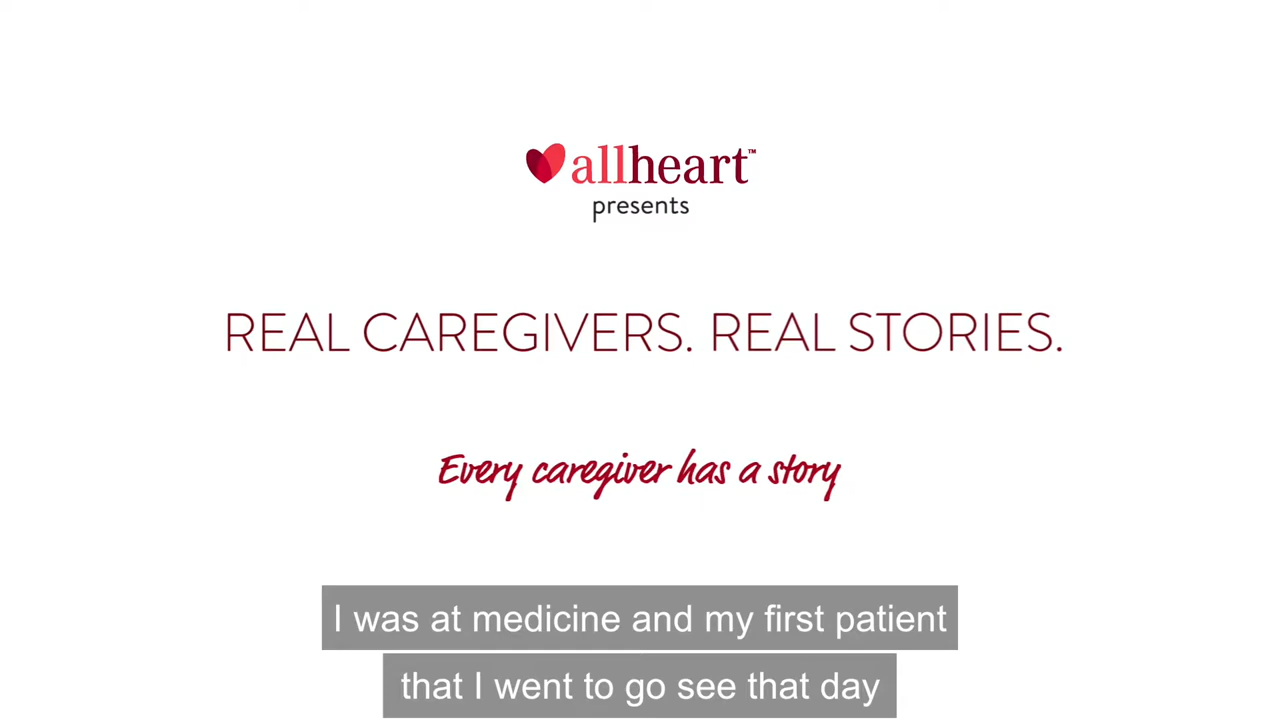 allheart™
presents
REAL CAREGIVERS. REAL STORIES.
Every caregiver has a story
I was at medicine and my first patient
that I went to go see that day